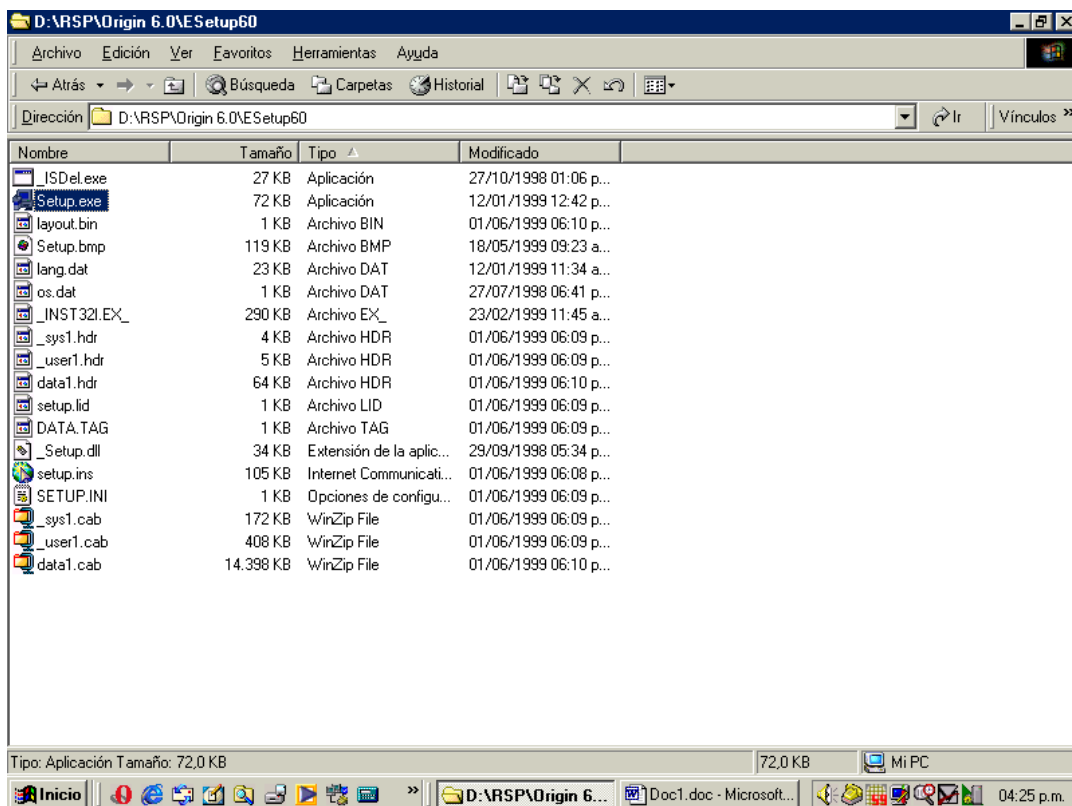 D:\RSP\Origin 6.0\ESetup60
Archivo Edición Ver Favoritos Herramientas Ayuda
Atrás Búsqueda Carpetas Historial
Dirección D:\RSP\Origin 6.0\ESetup60 Ir Vínculos »
Nombre Tamaño Tipo Modificado
_ISDel.exe 27 KB Aplicación 27/10/1998 01:06 p...
Setup.exe 72 KB Aplicación 12/01/1999 12:42 p...
layout.bin 1 KB Archivo BIN 01/06/1999 06:10 p...
Setup.bmp 119 KB Archivo BMP 18/05/1999 09:23 a...
lang.dat 23 KB Archivo DAT 12/01/1999 11:34 a...
os.dat 1 KB Archivo DAT 27/07/1998 06:41 p...
_INST32I.EX_ 290 KB Archivo EX_ 23/02/1999 11:45 a...
_sys1.hdr 4 KB Archivo HDR 01/06/1999 06:09 p...
_user1.hdr 5 KB Archivo HDR 01/06/1999 06:09 p...
data1.hdr 64 KB Archivo HDR 01/06/1999 06:10 p...
setup.lid 1 KB Archivo LID 01/06/1999 06:09 p...
DATA.TAG 1 KB Archivo TAG 01/06/1999 06:09 p...
_Setup.dll 34 KB Extensión de la aplic... 29/09/1998 05:34 p...
setup.ins 105 KB Internet Communicati... 01/06/1999 06:08 p...
SETUP.INI 1 KB Opciones de configu... 01/06/1999 06:09 p...
_sys1.cab 172 KB WinZip File 01/06/1999 06:09 p...
_user1.cab 408 KB WinZip File 01/06/1999 06:09 p...
data1.cab 14.398 KB WinZip File 01/06/1999 06:10 p...
Tipo: Aplicación Tamaño: 72,0 KB 72,0 KB Mi PC
Inicio » D:\RSP\Origin 6... Doc1.doc - Microsoft... 04:25 p.m.